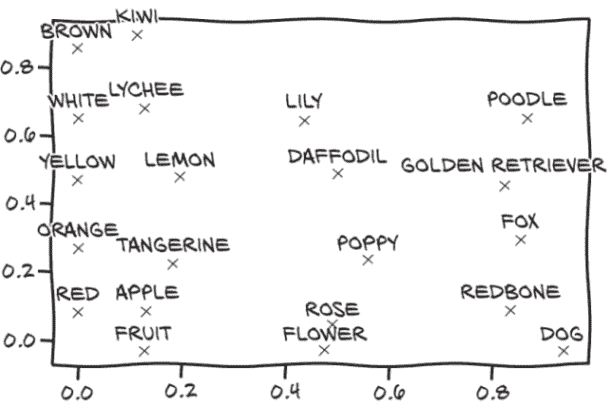 KIWI
BROWN
0.8
WHITE LYCHEE LILY POODLE
0.6
YELLOW LEMON DAFFODIL GOLDEN RETRIEVER
0.4
ORANGE TANGERINE POPPY FOX
0.2
RED APPLE ROSE REDBONE
0.0
FRUIT FLOWER DOG
0.0 0.2 0.4 0.6 0.8